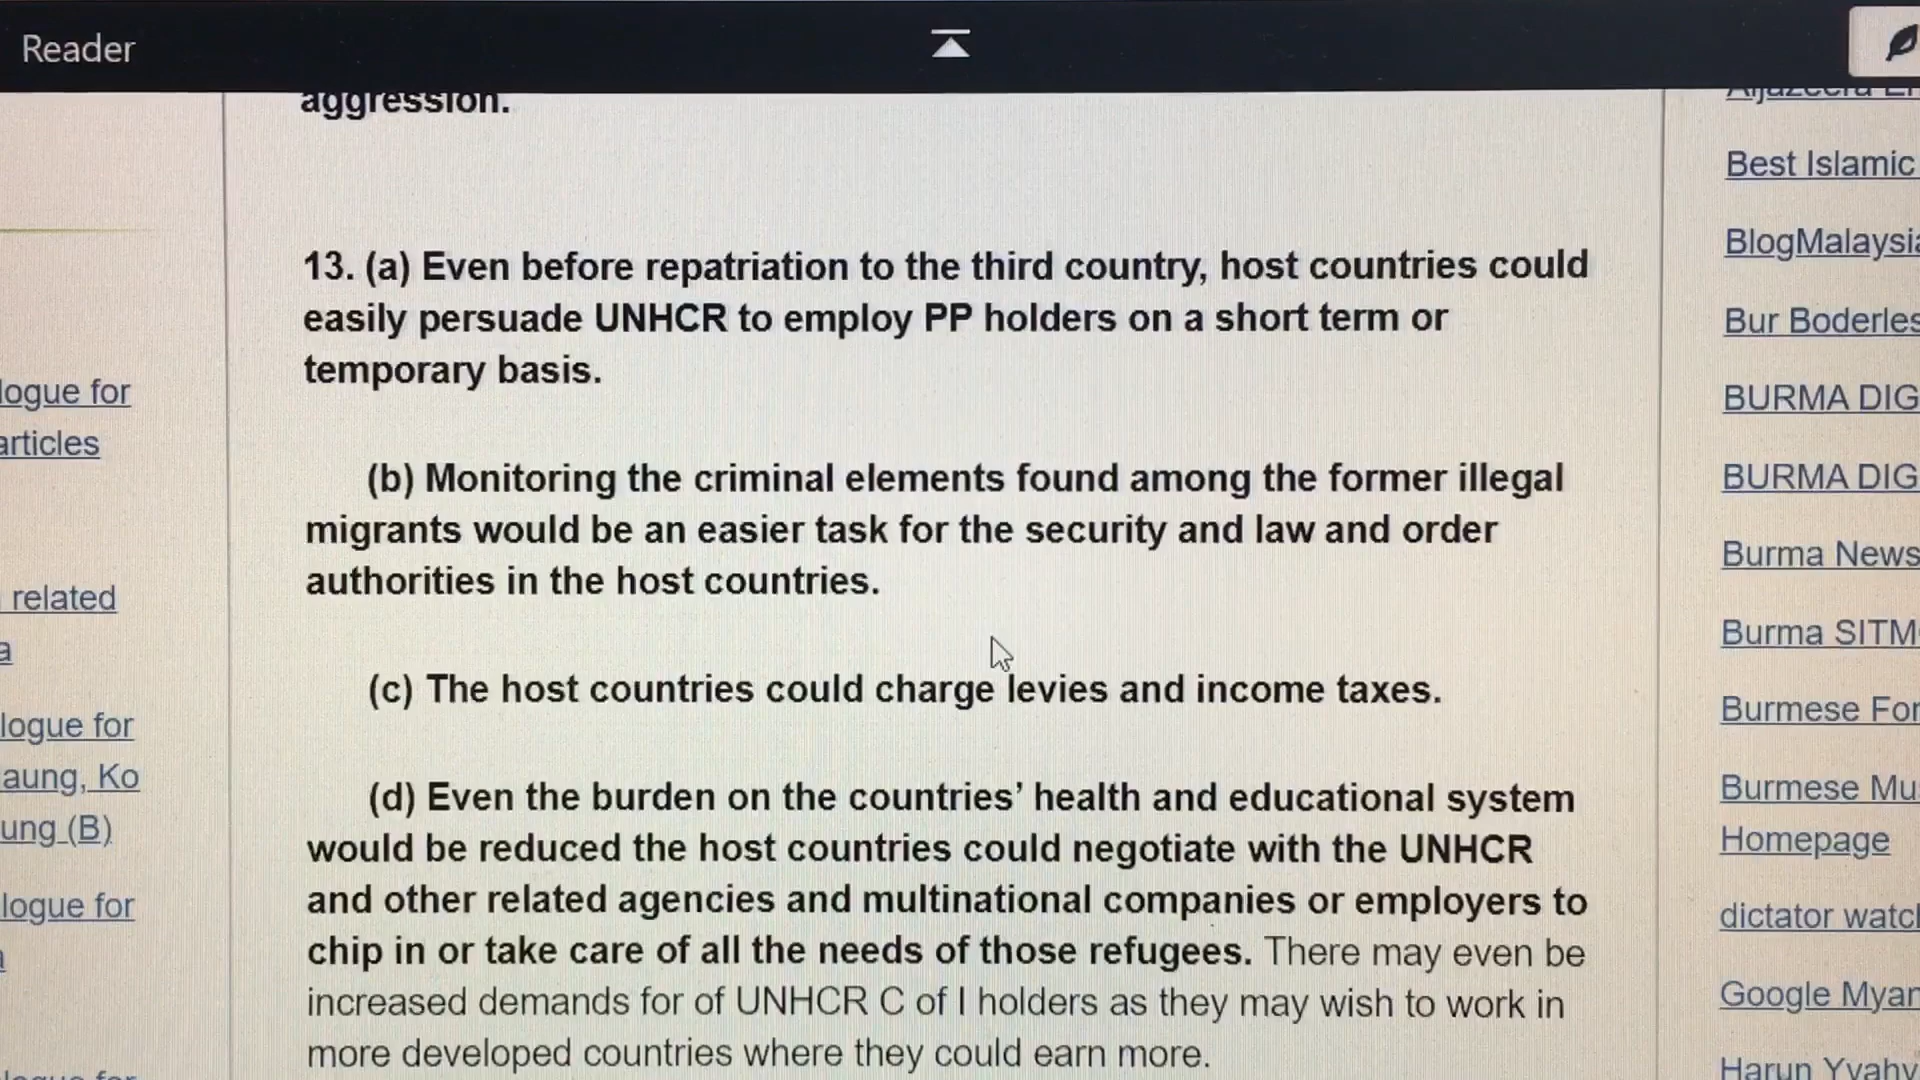 Reader
aggression.
13. (a) Even before repatriation to the third country, host countries could
easily persuade UNHCR to employ PP holders on a short term or
temporary basis.
(b) Monitoring the criminal elements found among the former illegal
migrants would be an easier task for the security and law and order
authorities in the host countries.
(c) The host countries could charge levies and income taxes.
(d) Even the burden on the countries’ health and educational system
would be reduced the host countries could negotiate with the UNHCR
and other related agencies and multinational companies or employers to
chip in or take care of all the needs of those refugees. There may even be
increased demands for of UNHCR C of I holders as they may wish to work in
more developed countries where they could earn more.
logue for
articles
related
a
logue for
aung, Ko
ung (B)
logue for
Best Islamic
BlogMalaysia
Bur Boderles
BURMA DIG
BURMA DIG
Burma News
Burma SITM
Burmese For
Burmese Mu
Homepage
dictator watch
Google Myan
Harun Yvahy